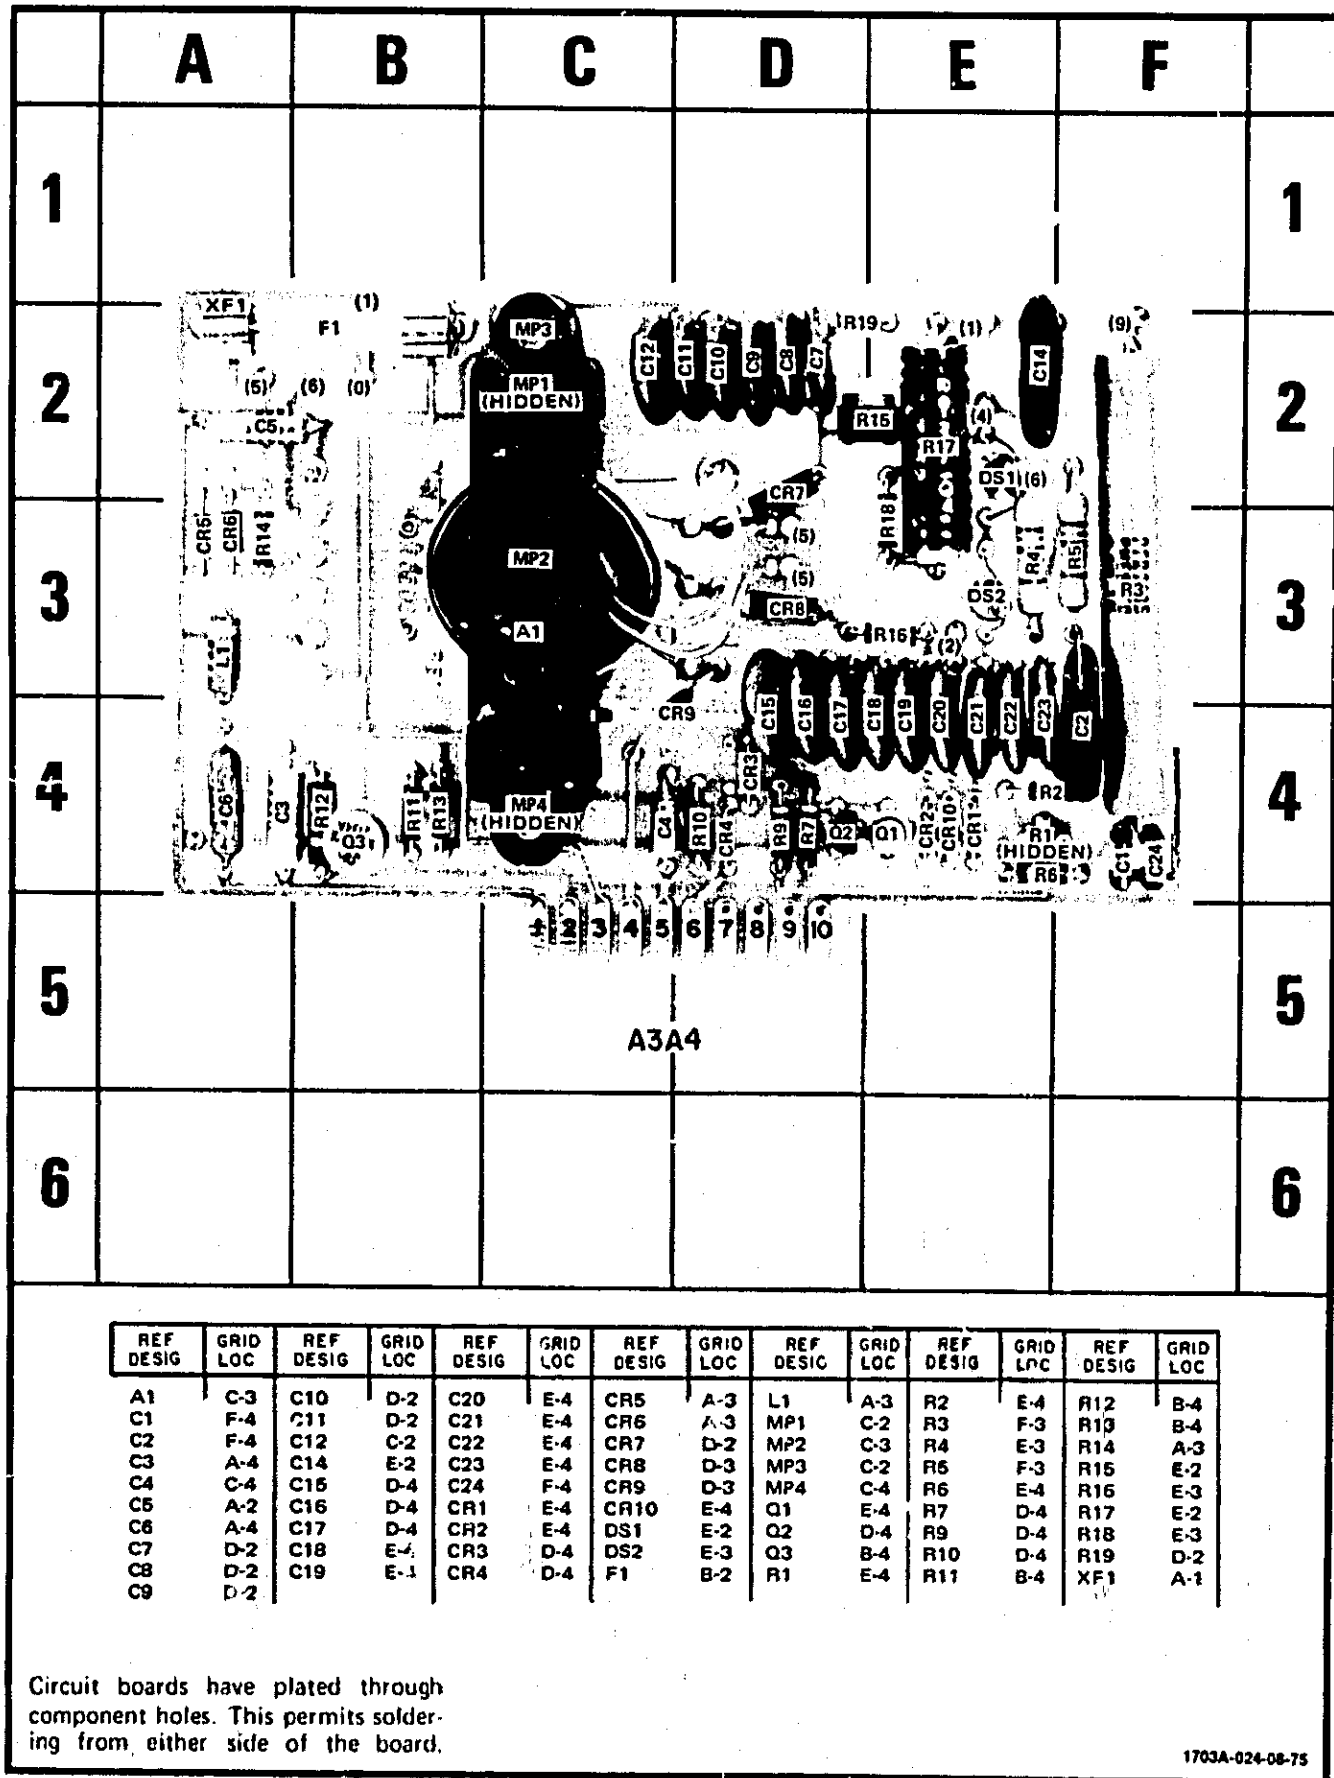 A B C D E F
1 1
XF1 (1)
F1 MP3 R19 (1) (9)
C12 C11 C10 C9 C8 C7 C14
2 (5) (6) (0) MP1 2
(HIDDEN)
C5 R15 (4)
R17
DS1 (6)
CR7
CR5 CR6 R14 R18 (5) R4 R5
3 MP2 (5) R3 3
CR8 DS2
A1 R16
L1 (2)
CR9 C15 C16 C17 C18 C19 C20 C21 C22 C23 C2
CR3
4 R2 4
C6 C3 R12 R11 R13 MP4 C4 R10 CR4 R9 R7 Q2 Q1 CR2 CR10 CR1 R1
Q3 (HIDDEN) (HIDDEN) C1 C24
R6
1 2 3 4 5 6 7 8 9 10
5 5
A3A4
6 6
REF DESIG GRID LOC REF DESIG GRID LOC REF DESIG GRID LOC REF DESIG GRID LOC REF DESIG GRID LOC REF DESIG GRID LOC REF DESIG GRID LOC
A1 C-3 C10 D-2 C20 E-4 CR5 A-3 L1 A-3 R2 E-4 R12 B-4
C1 F-4 C11 D-2 C21 E-4 CR6 A-3 MP1 C-2 R3 F-3 R13 B-4
C2 F-4 C12 C-2 C22 E-4 CR7 D-2 MP2 C-3 R4 E-3 R14 A-3
C3 A-4 C14 E-2 C23 E-4 CR8 D-3 MP3 C-2 R5 F-3 R15 E-2
C4 C-4 C15 D-4 C24 F-4 CR9 D-3 MP4 C-4 R6 E-4 R16 E-3
C5 A-2 C16 D-4 CR1 E-4 CR10 E-4 Q1 E-4 R7 D-4 R17 E-2
C6 A-4 C17 D-4 CR2 E-4 DS1 E-2 Q2 D-4 R9 D-4 R18 E-3
C7 D-2 C18 E-4 CR3 D-4 DS2 E-3 Q3 B-4 R10 D-4 R19 D-2
C8 D-2 C19 E-4 CR4 D-4 F1 B-2 R1 E-4 R11 B-4 XF1 A-1
C9 D-2
Circuit boards have plated through
component holes. This permits solder-
ing from either side of the board.
1703A-024-08-75